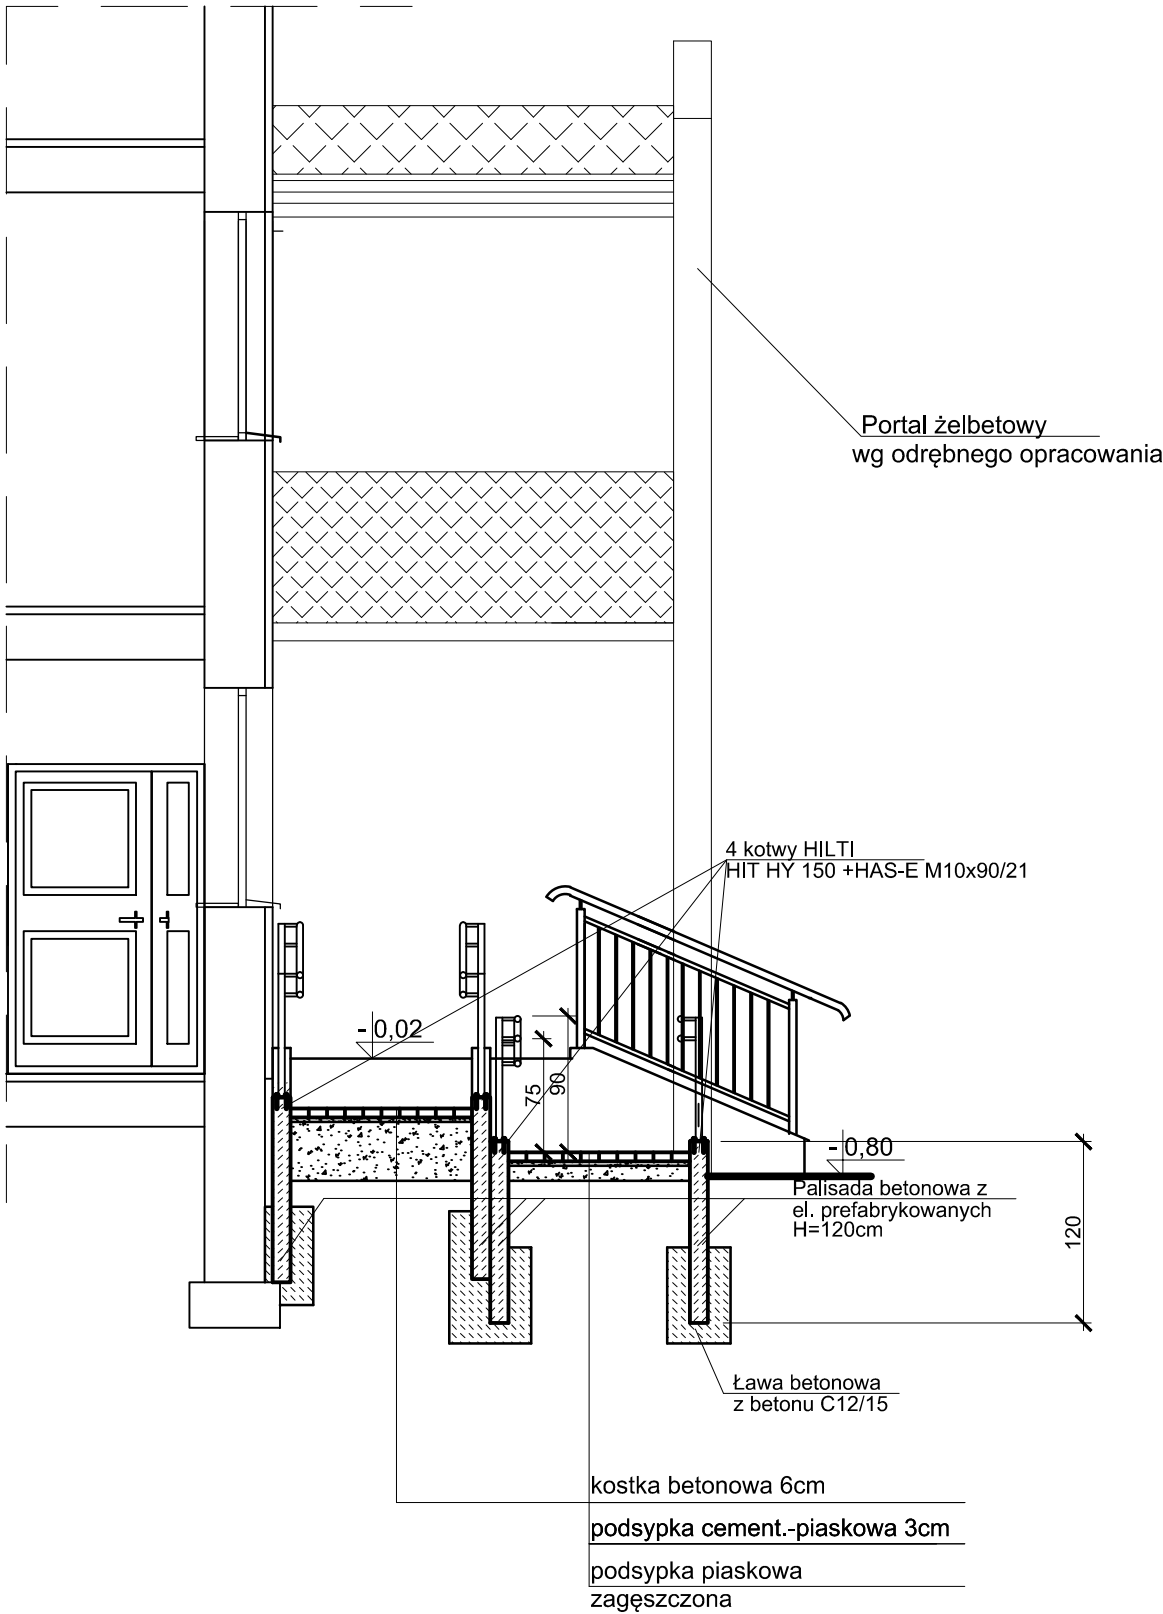 Portal żelbetowy
wg odrębnego opracowania
4 kotwy HILTI
HIT HY 150 +HAS-E M10x90/21
- 0,02
75
90
- 0,80
Palisada betonowa z
el. prefabrykowanych
H=120cm
120
Ława betonowa
z betonu C12/15
kostka betonowa 6cm
podsypka cement.-piaskowa 3cm
podsypka piaskowa
zagęszczona